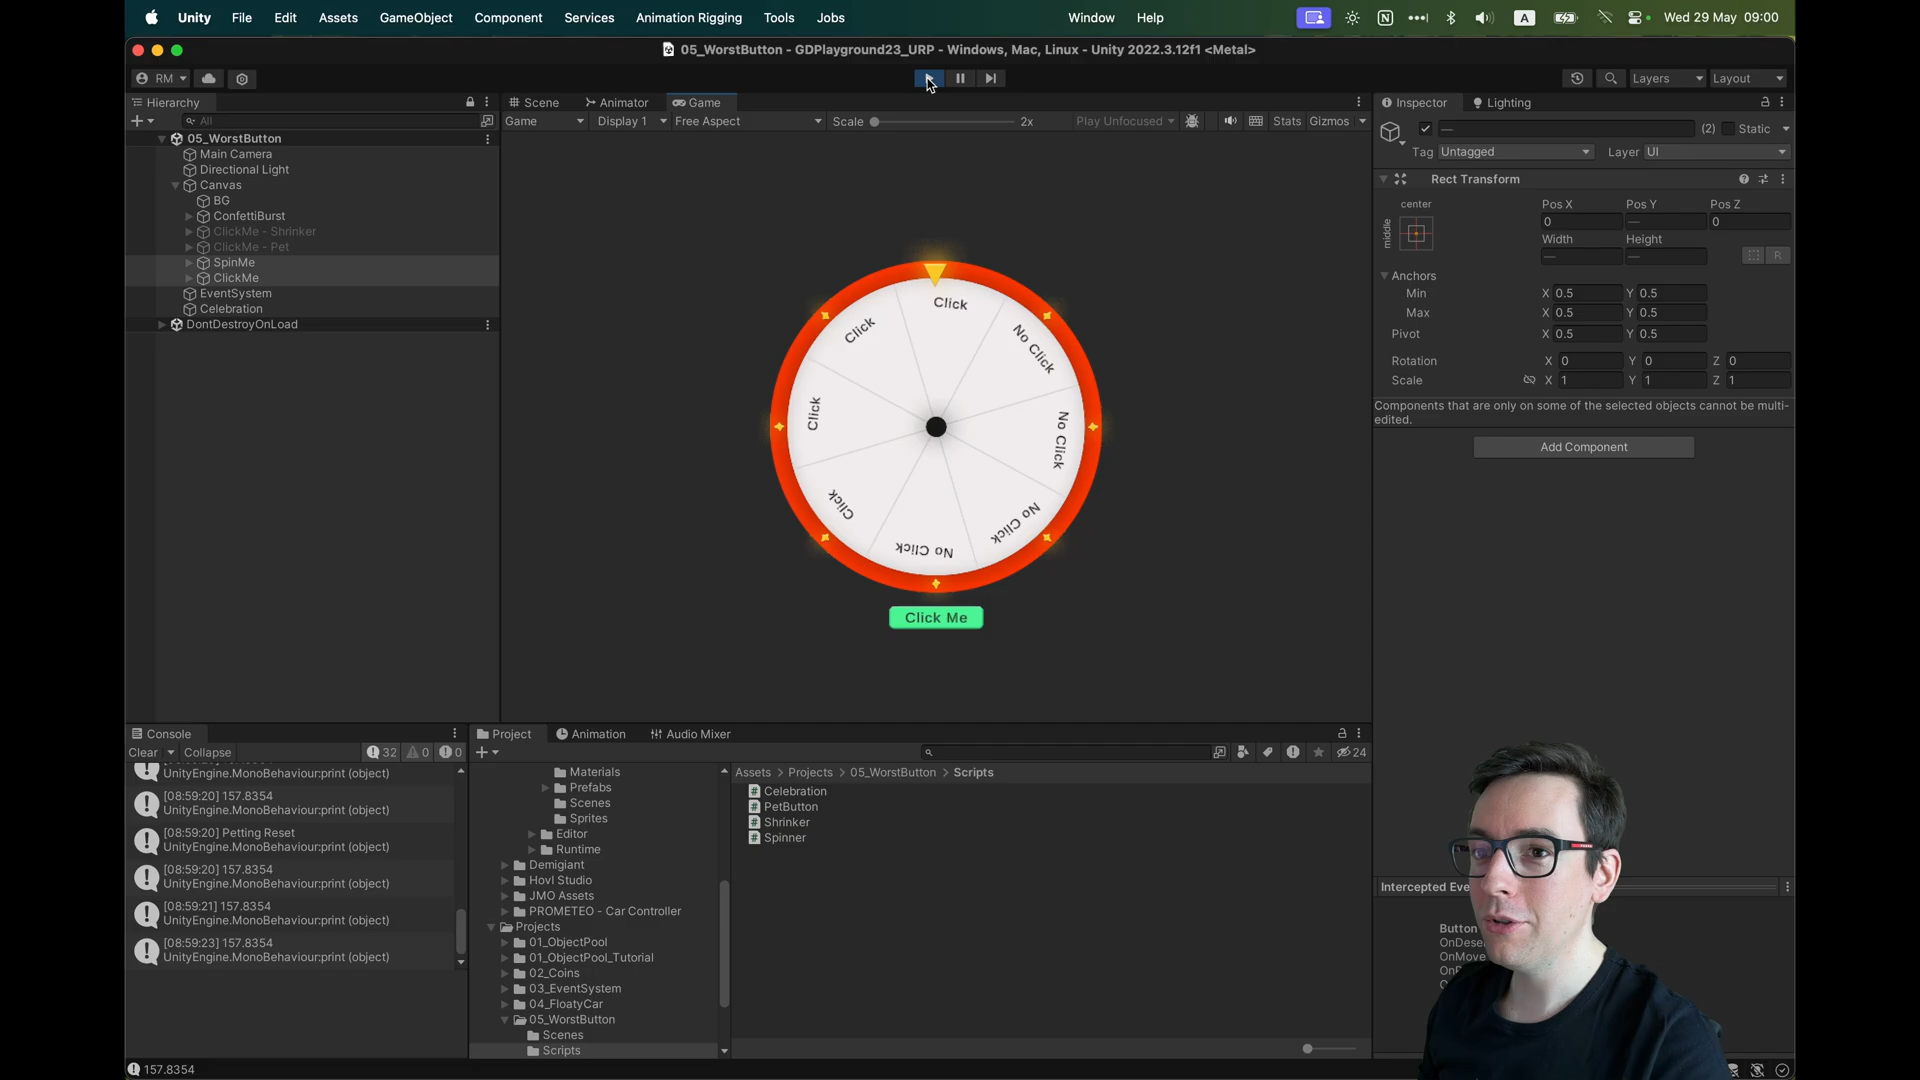 Unity File Edit Assets GameObject Component Services Animation Rigging Tools Jobs Window Help A Wed 29 May 09:00
05_WorstButton - GDPlayground23_URP - Windows, Mac, Linux - Unity 2022.3.12f1 <Metal>
RM Layers Layout
Hierarchy Scene Animator Game Inspector Lighting
All Game Display 1 Free Aspect Scale 2x Play Unfocused Stats Gizmos
05_WorstButton
Main Camera
Directional Light
Canvas
BG
ConfettiBurst
ClickMe - Shrinker
ClickMe - Pet
SpinMe
ClickMe
EventSystem
Celebration
DontDestroyOnLoad
Click
No Click
No Click
No Click
No Click
Click
Click
Click
Click Me
— (2) Static
Tag Untagged Layer UI
Rect Transform
center Pos X Pos Y Pos Z
middle 0 — 0
Width Height
— —
R
Anchors
Min X 0.5 Y 0.5
Max X 0.5 Y 0.5
Pivot X 0.5 Y 0.5
Rotation X 0 Y 0 Z 0
Scale X 1 Y 1 Z 1
Components that are only on some of the selected objects cannot be multi-
edited.
Add Component
Intercepted Eve
Button
OnDese
OnMove
Console
Clear Collapse 32 0 0
UnityEngine.MonoBehaviour:print (object)
[08:59:20] 157.8354
UnityEngine.MonoBehaviour:print (object)
[08:59:20] Petting Reset
UnityEngine.MonoBehaviour:print (object)
[08:59:20] 157.8354
UnityEngine.MonoBehaviour:print (object)
[08:59:21] 157.8354
UnityEngine.MonoBehaviour:print (object)
[08:59:23] 157.8354
UnityEngine.MonoBehaviour:print (object)
157.8354
Project Animation Audio Mixer
24
Materials
Prefabs
Scenes
Sprites
Editor
Runtime
Demigiant
Hovl Studio
JMO Assets
PROMETEO - Car Controller
Projects
01_ObjectPool
01_ObjectPool_Tutorial
02_Coins
03_EventSystem
04_FloatyCar
05_WorstButton
Scenes
Scripts
Assets > Projects > 05_WorstButton > Scripts
Celebration
PetButton
Shrinker
Spinner